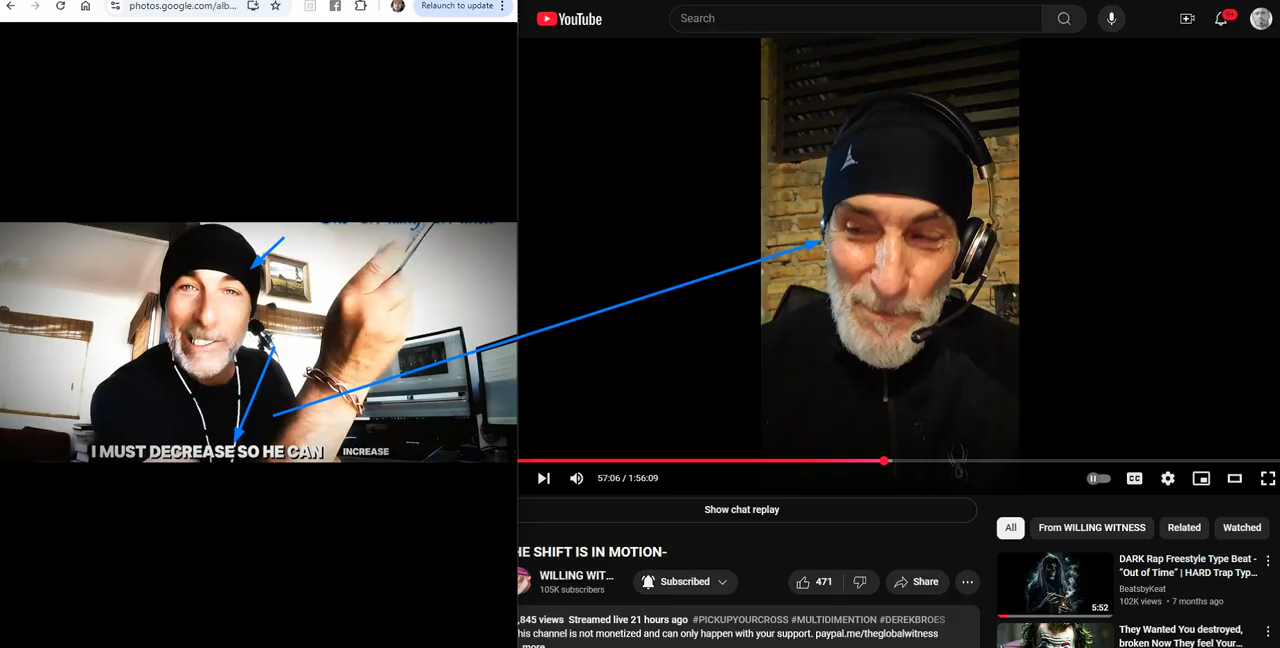 photos.google.com/alb...
Relaunch to update
I MUST DECREASE SO HE CAN INCREASE
YouTube
Search
9+
57:06 / 1:56:09
CC
Show chat replay
HE SHIFT IS IN MOTION-
WILLING WIT...
105K subscribers
Subscribed
471
Share
,845 views Streamed live 21 hours ago #PICKUPYOURCROSS #MULTIDIMENTION #DEREKBROES
his channel is not monetized and can only happen with your support. paypal.me/theglobalwitness
more
All
From WILLING WITNESS
Related
Watched
DARK Rap Freestyle Type Beat -
"Out of Time" | HARD Trap Typ...
BeatsbyKeat
102K views • 7 months ago
5:52
They Wanted You destroyed,
broken Now They feel Your...